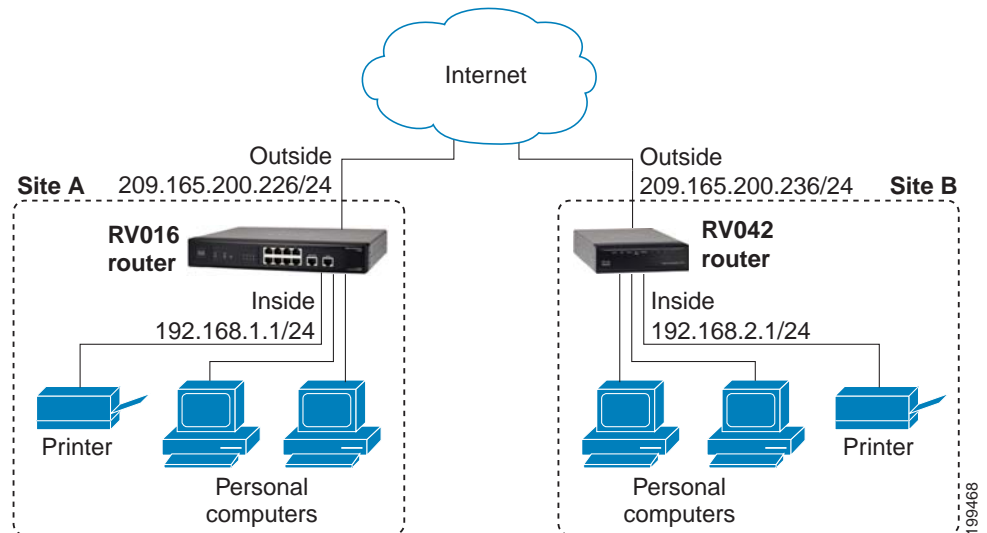 Internet
Outside
209.165.200.226/24
Site A
RV016
router
Inside
192.168.1.1/24
Printer
Personal
computers
Outside
209.165.200.236/24
Site B
RV042
router
Inside
192.168.2.1/24
Personal
computers
Printer
199468